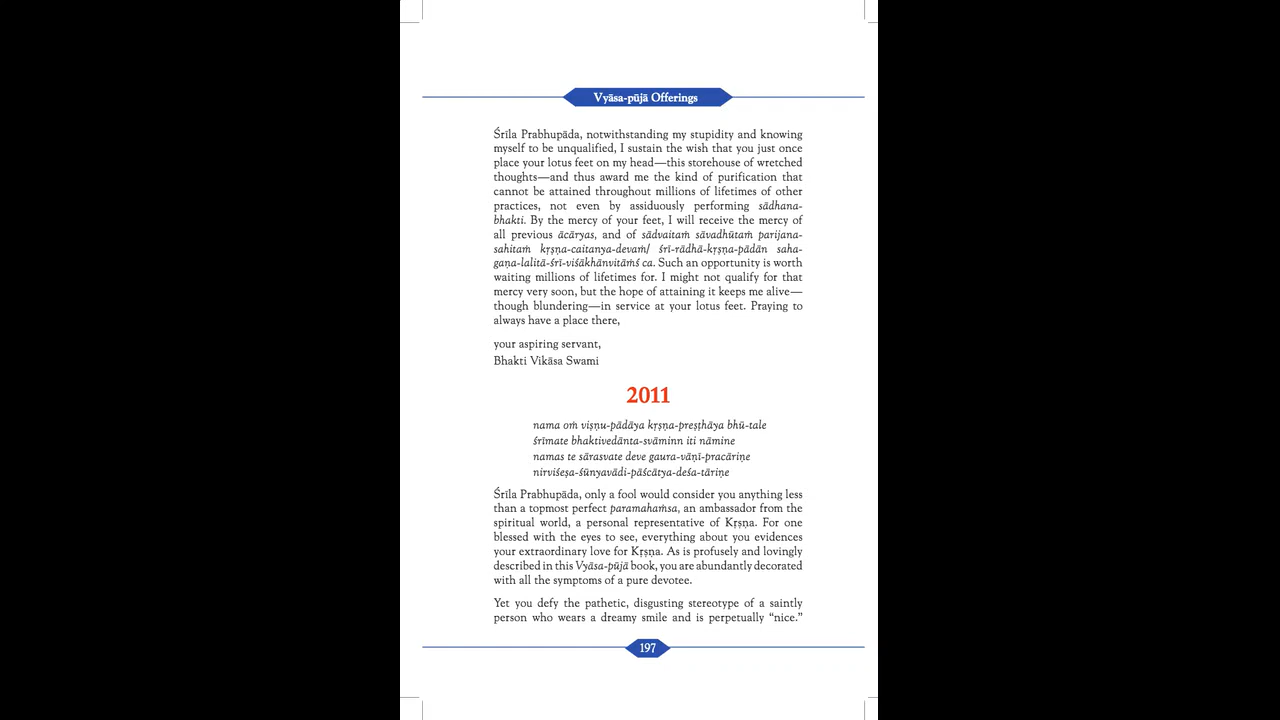 Vyāsa-pūjā Offerings
Śrīla Prabhupāda, notwithstanding my stupidity and knowing
myself to be unqualified, I sustain the wish that you just once
place your lotus feet on my head—this storehouse of wretched
thoughts—and thus award me the kind of purification that
cannot be attained throughout millions of lifetimes of other
practices, not even by assiduously performing sādhana-
bhakti. By the mercy of your feet, I will receive the mercy of
all previous ācāryas, and of sādvaitaṁ sāvadhūtaṁ parijana-
sahitaṁ kṛṣṇa-caitanya-devaṁ/ śrī-rādhā-kṛṣṇa-pādān saha-
gaṇa-lalitā-śrī-viśākhānvitāṁś ca. Such an opportunity is worth
waiting millions of lifetimes for. I might not qualify for that
mercy very soon, but the hope of attaining it keeps me alive—
though blundering—in service at your lotus feet. Praying to
always have a place there,
your aspiring servant,
Bhakti Vikāsa Swami
2011
nama oṁ viṣṇu-pādāya kṛṣṇa-preṣṭhāya bhū-tale
śrīmate bhaktivedānta-svāminn iti nāmine
namas te sārasvate deve gaura-vāṇī-pracāriṇe
nirviśeṣa-śūnyavādi-pāścātya-deśa-tāriṇe
Śrīla Prabhupāda, only a fool would consider you anything less
than a topmost perfect paramahaṁsa, an ambassador from the
spiritual world, a personal representative of Kṛṣṇa. For one
blessed with the eyes to see, everything about you evidences
your extraordinary love for Kṛṣṇa. As is profusely and lovingly
described in this Vyāsa-pūjā book, you are abundantly decorated
with all the symptoms of a pure devotee.
Yet you defy the pathetic, disgusting stereotype of a saintly
person who wears a dreamy smile and is perpetually “nice.”
197